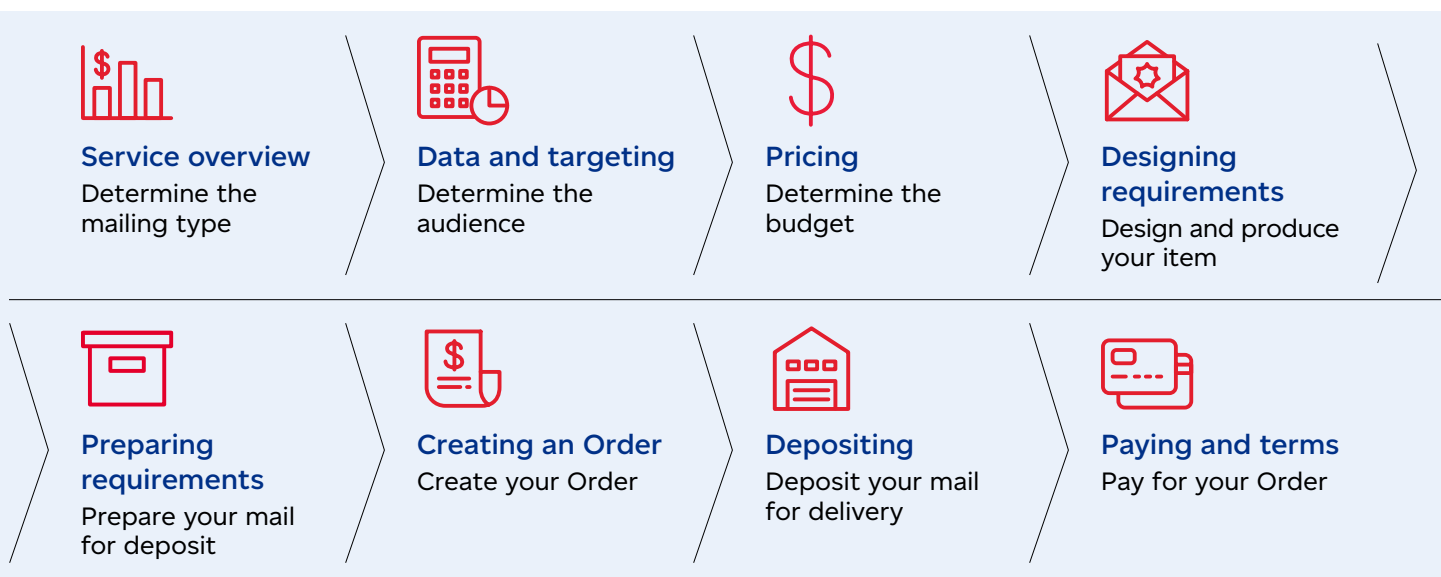 Service overview
Determine the
mailing type
Data and targeting
Determine the
audience
Pricing
Determine the
budget
Designing
requirements
Design and produce
your item
Preparing
requirements
Prepare your mail
for deposit
Creating an Order
Create your Order
Depositing
Deposit your mail
for delivery
Paying and terms
Pay for your Order